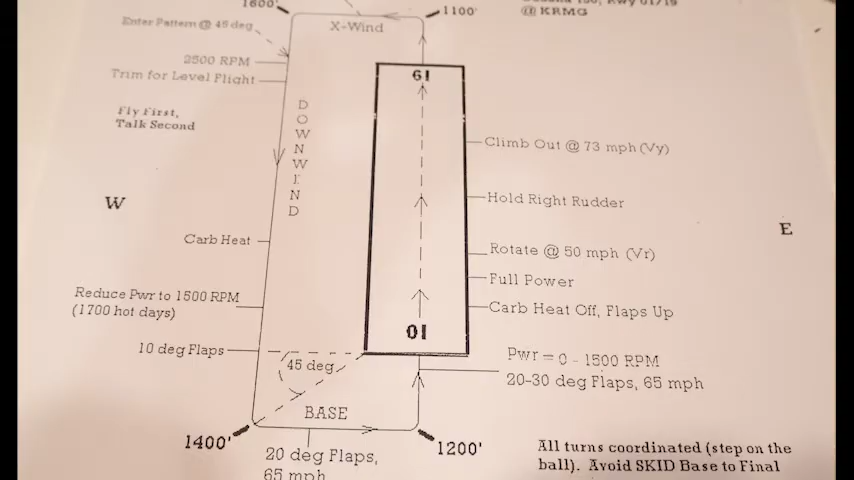 1600'
1100'
@ KRMG
Enter Pattern @ 45 deg
X-Wind
2500 RPM
Trim for Level Flight
19
Fly First,
Talk Second
DOWNWIND
Climb Out @ 73 mph (Vy)
W
Hold Right Rudder
E
Carb Heat
Rotate @ 50 mph (Vr)
Full Power
Reduce Pwr to 1500 RPM
(1700 hot days)
Carb Heat Off, Flaps Up
01
10 deg Flaps
45 deg
Pwr = 0 - 1500 RPM
20-30 deg Flaps, 65 mph
BASE
1400'
1200'
20 deg Flaps,
65 mph
All turns coordinated (step on the
ball). Avoid SKID Base to Final